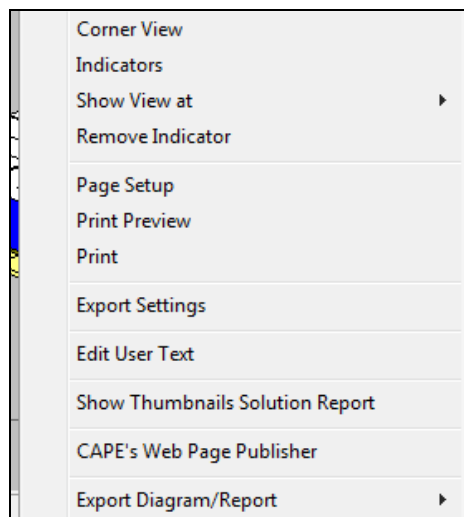 Corner View
Indicators
Show View at
Remove Indicator
Page Setup
Print Preview
Print
Export Settings
Edit User Text
Show Thumbnails Solution Report
CAPE's Web Page Publisher
Export Diagram/Report